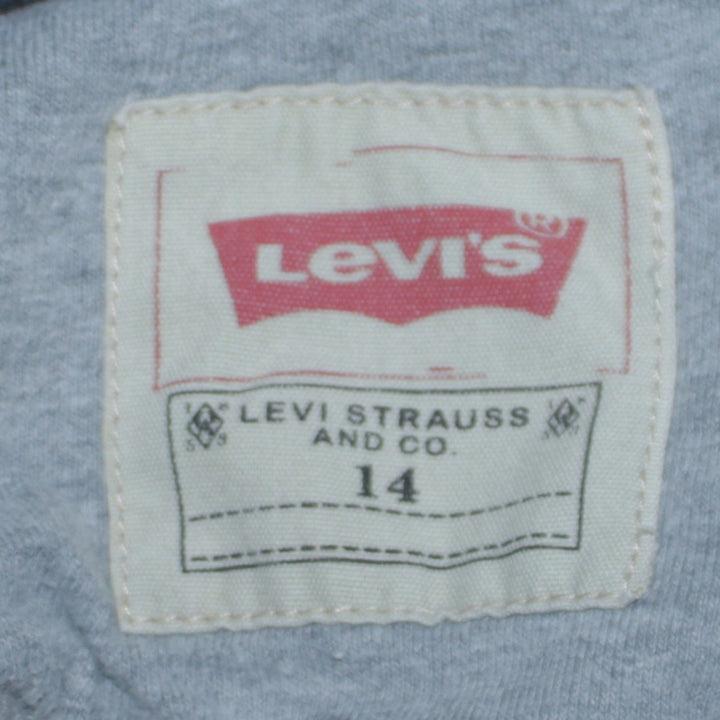 LEVI'S®
LEVI STRAUSS
AND CO.
14